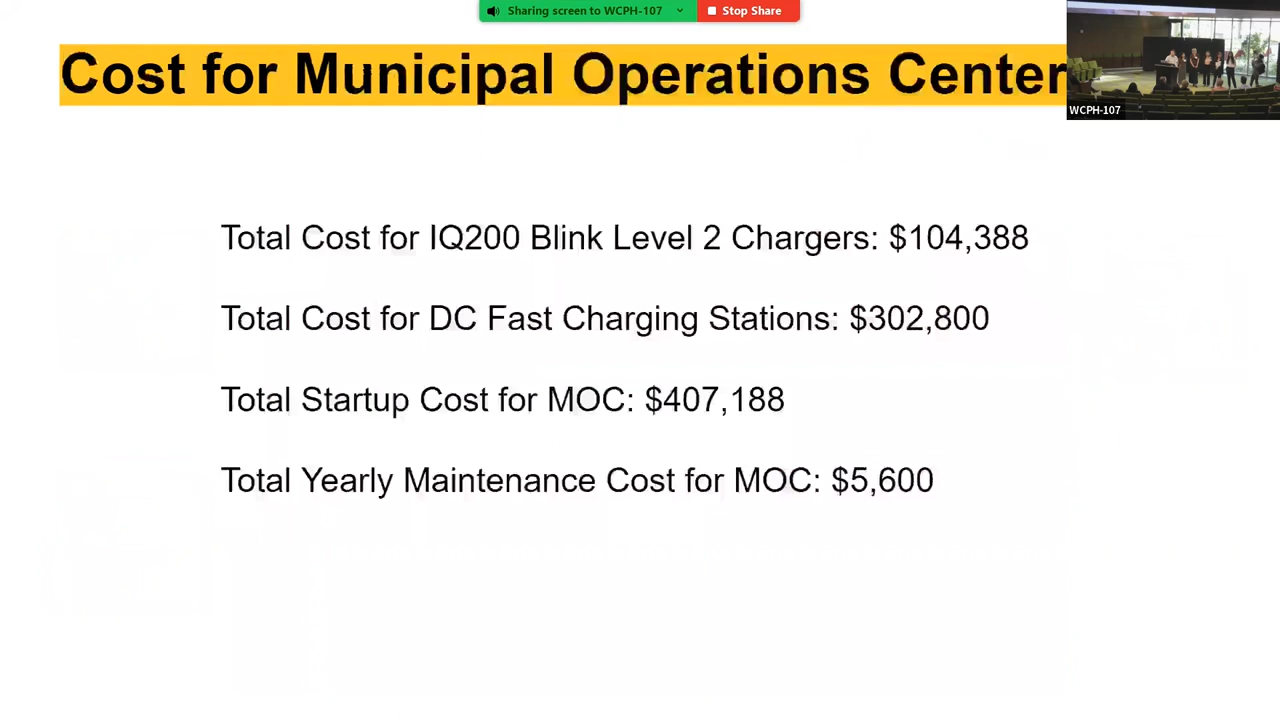 Sharing screen to WCPH-107
Stop Share
Cost for Municipal Operations Center
WCPH-107
Total Cost for IQ200 Blink Level 2 Chargers: $104,388
Total Cost for DC Fast Charging Stations: $302,800
Total Startup Cost for MOC: $407,188
Total Yearly Maintenance Cost for MOC: $5,600